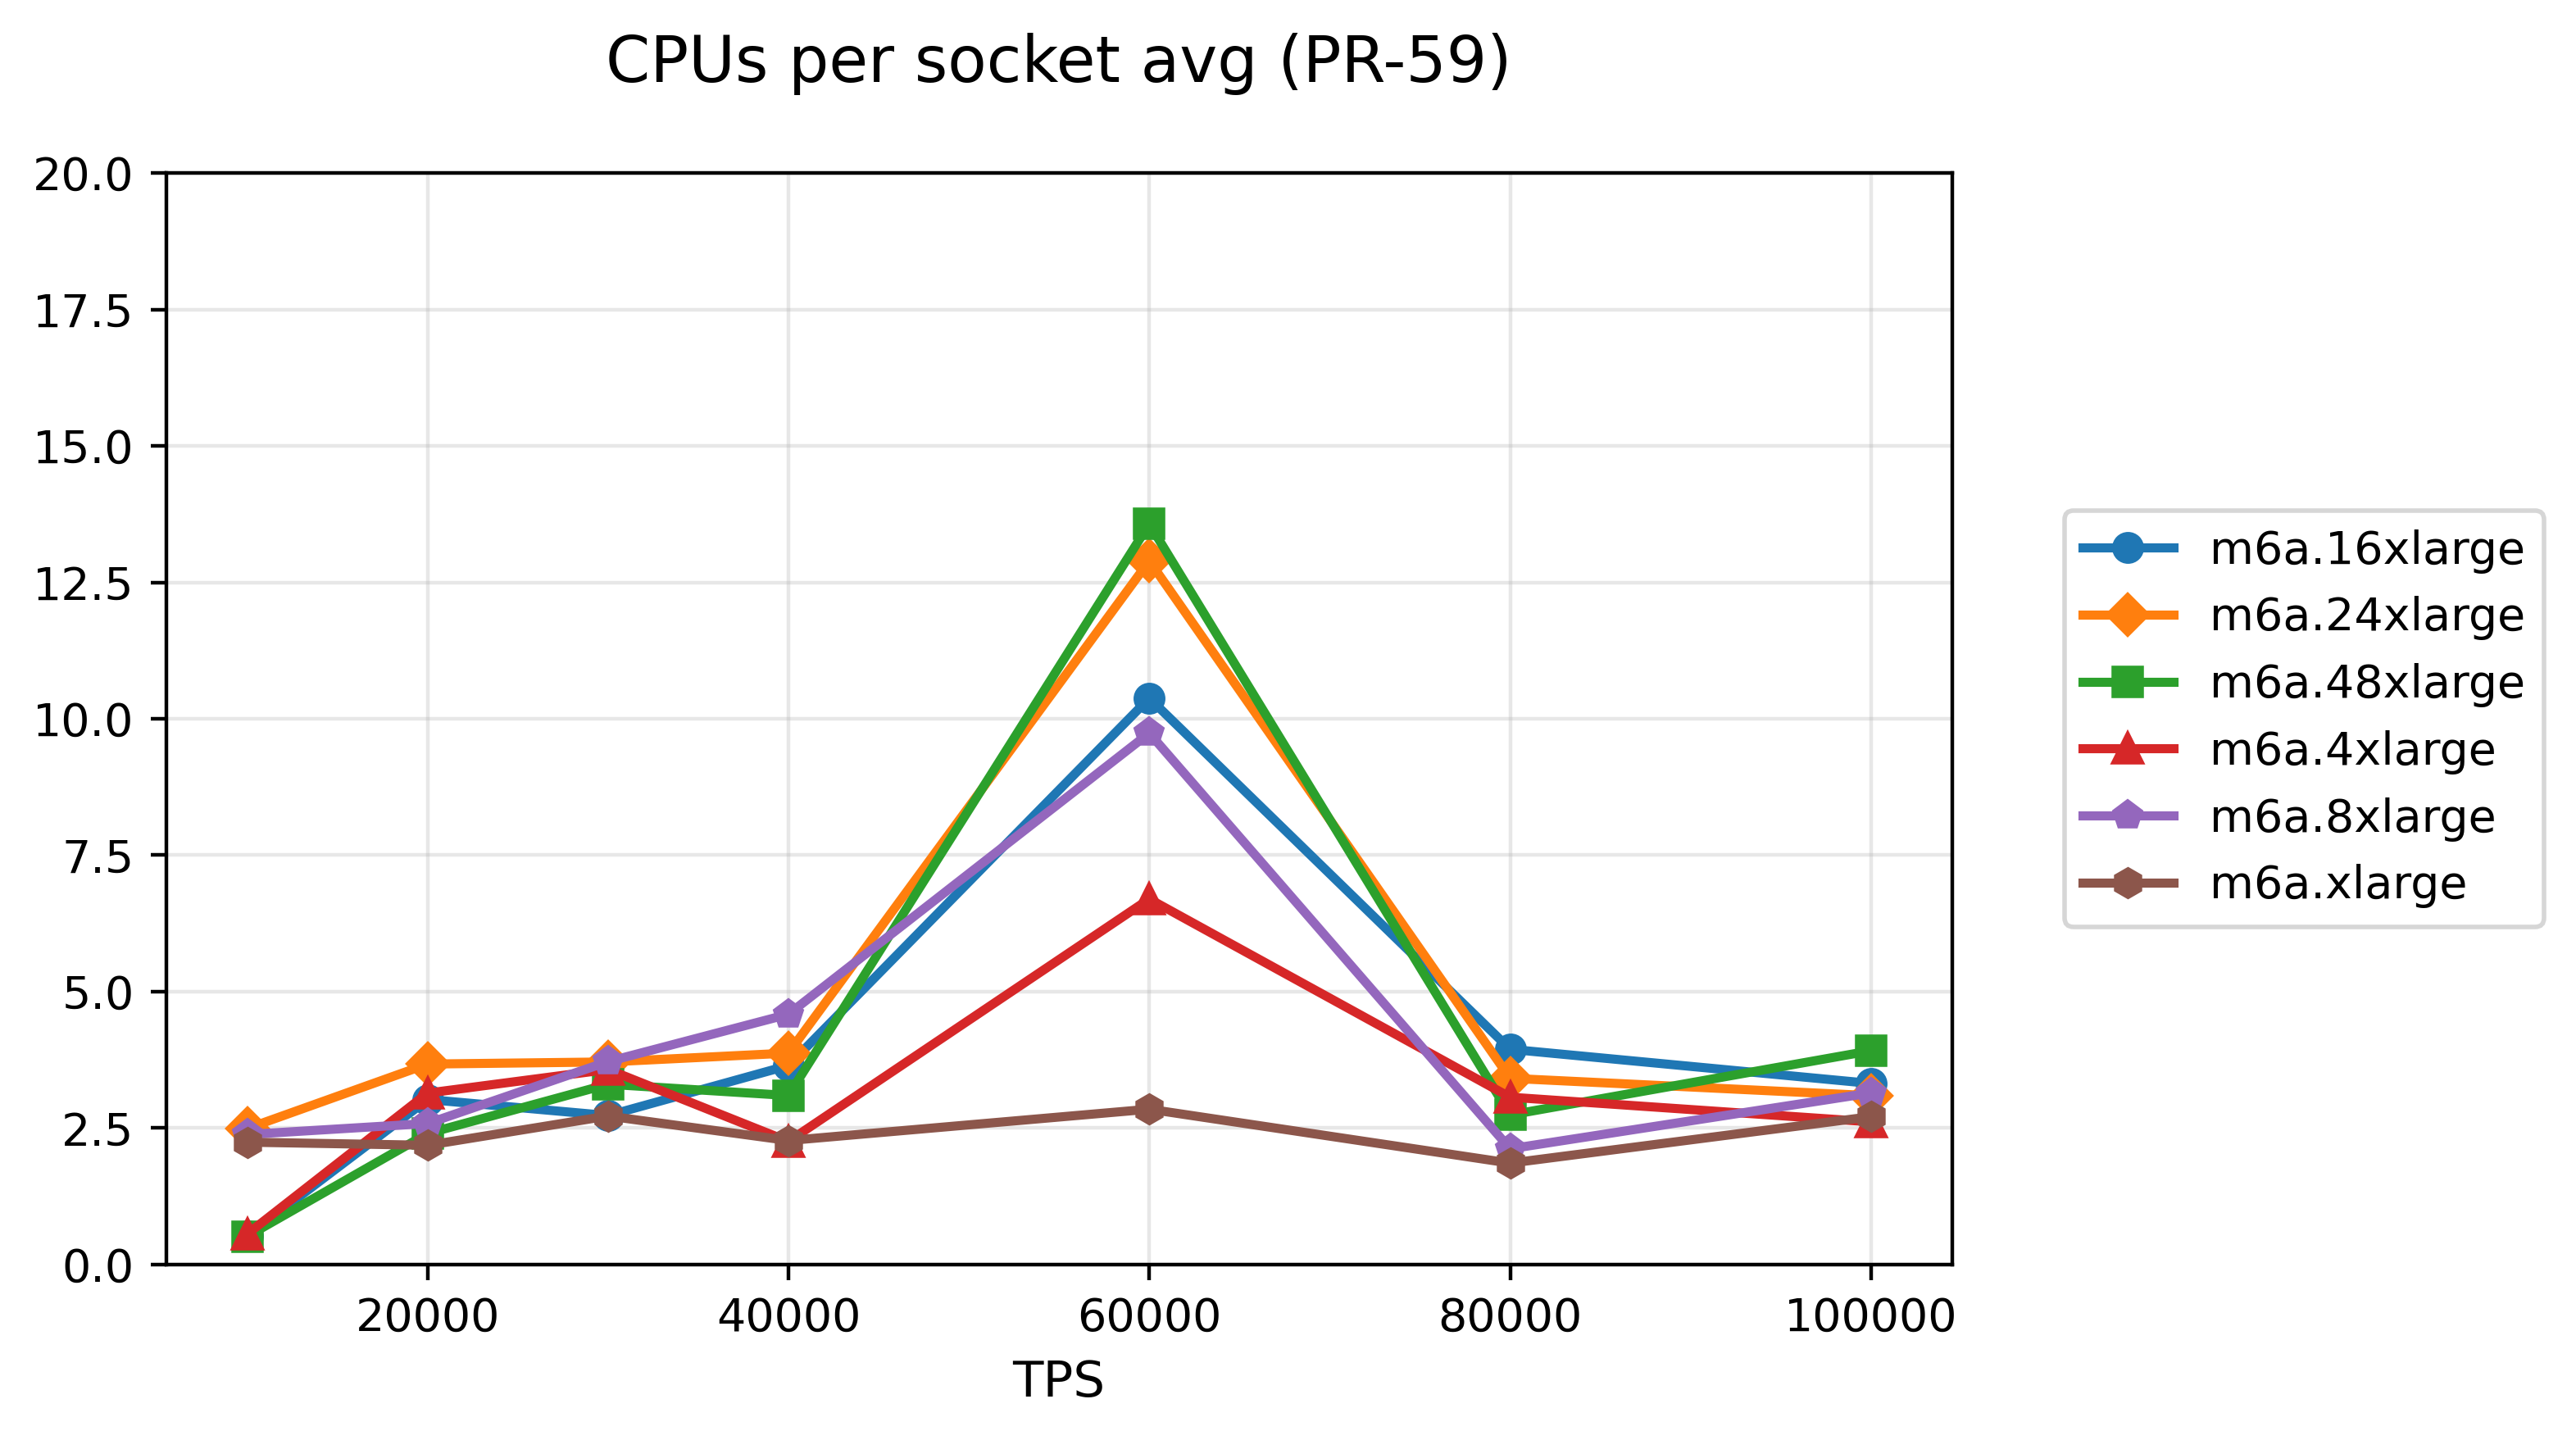 CPUs per socket avg (PR-59)
20.0
17.5
15.0
12.5
10.0
7.5
5.0
2.5
0.0
20000 40000 60000 80000 100000
TPS
m6a.16xlarge
m6a.24xlarge
m6a.48xlarge
m6a.4xlarge
m6a.8xlarge
m6a.xlarge